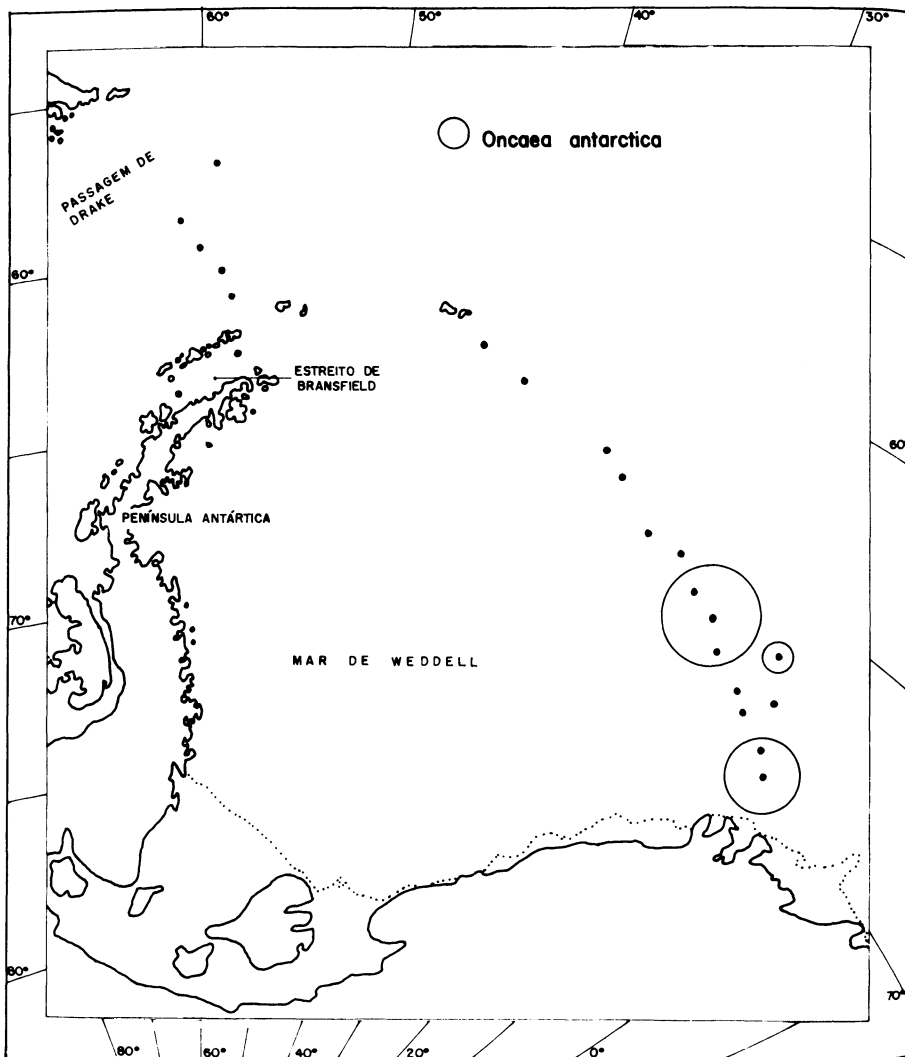 60°
50°
40°
30°
Oncaea antarctica
PASSAGEM DE
DRAKE
60°
ESTREITO DE
BRANSFIELD
60°
PENÍNSULA ANTÁRTICA
70°
MAR DE WEDDELL
80°
70°
80°
60°
40°
20°
0°